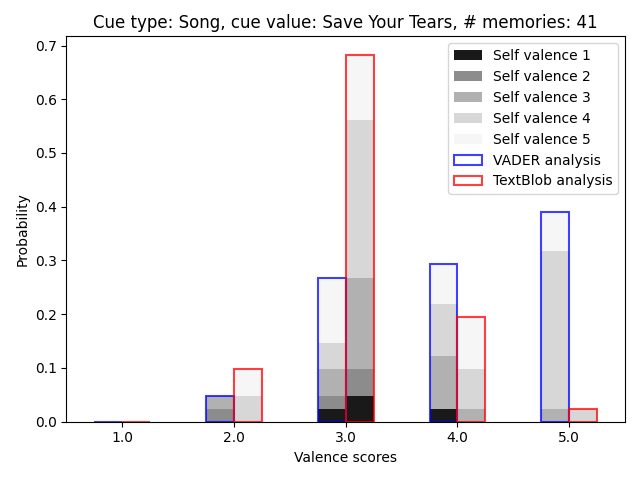 Cue type: Song, cue value: Save Your Tears, # memories: 41
Self valence 1
Self valence 2
Self valence 3
Self valence 4
Self valence 5
VADER analysis
TextBlob analysis
Probability
0.7
0.6
0.5
0.4
0.3
0.2
0.1
0.0
1.0 2.0 3.0 4.0 5.0
Valence scores